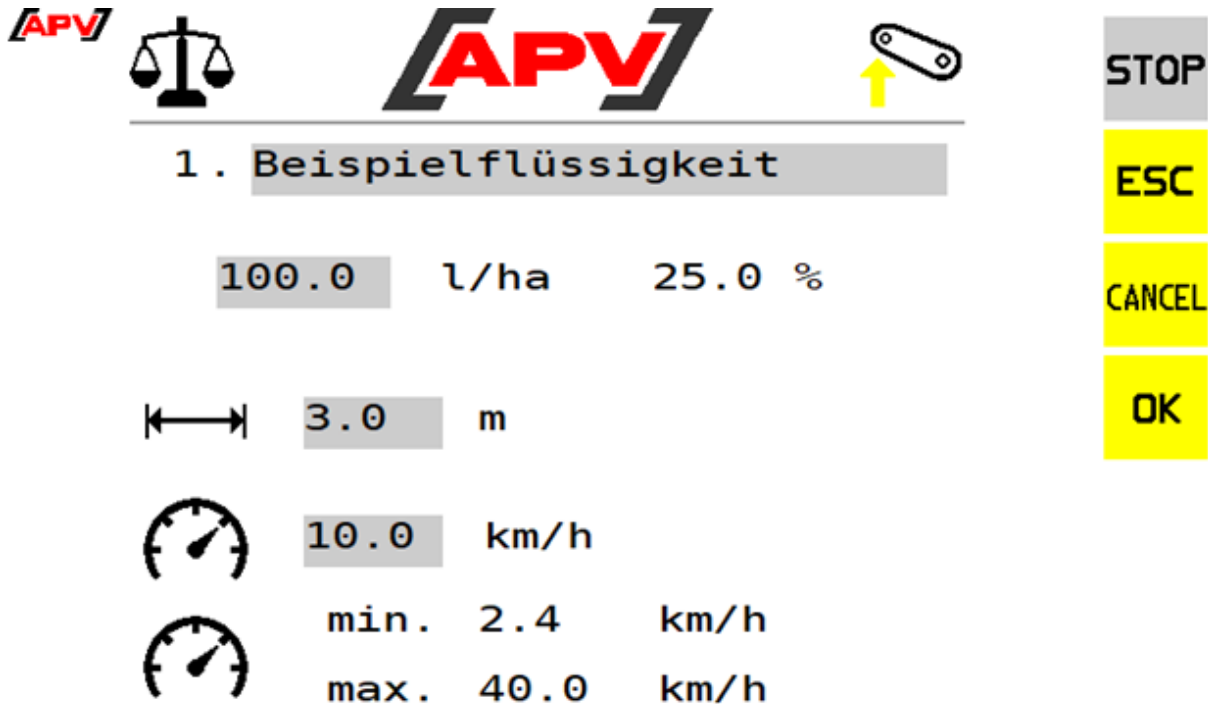 APV
APV
STOP
1. Beispielflüssigkeit
ESC
100.0 l/ha 25.0 %
CANCEL
3.0 m
OK
10.0 km/h
min. 2.4 km/h
max. 40.0 km/h